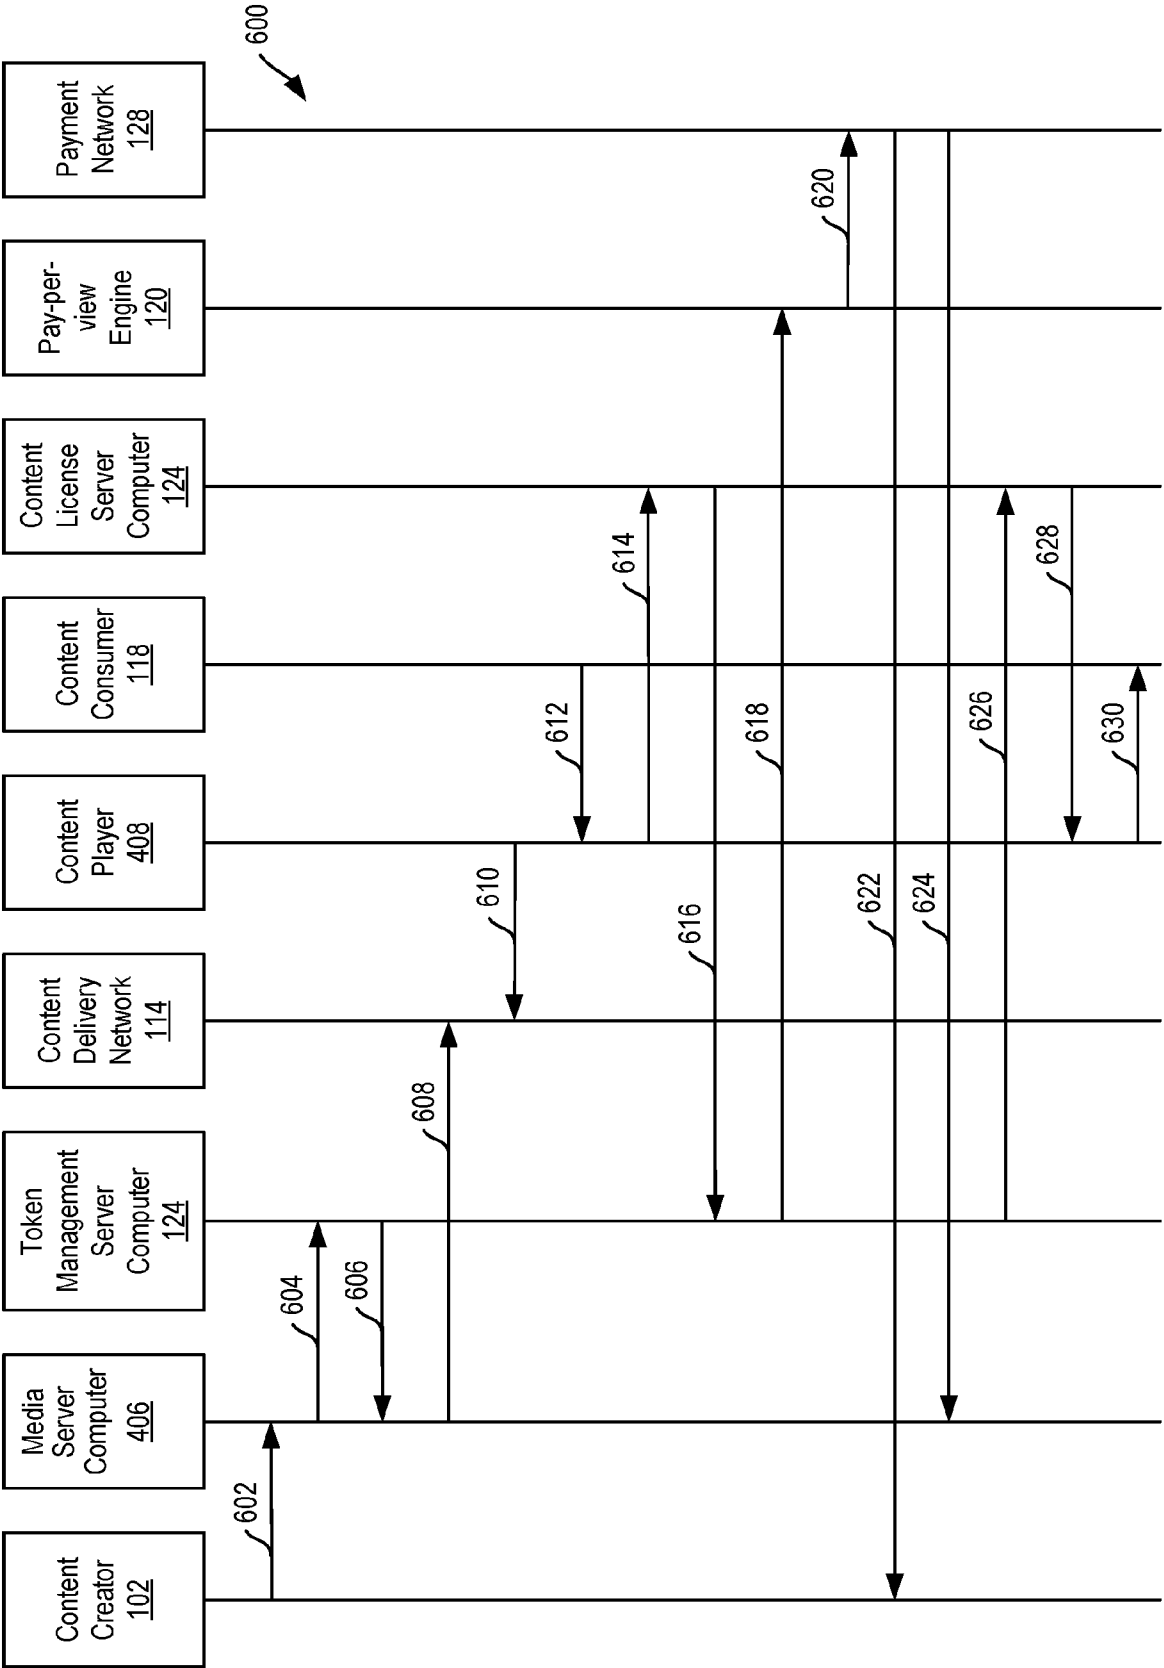 600
Content
Creator
102
Media
Server
Computer
406
Token
Management
Server
Computer
124
Content
Delivery
Network
114
Content
Player
408
Content
Consumer
118
Content
License
Server
Computer
124
Pay-per-
view
Engine
120
Payment
Network
128
602
604
606
608
610
612
614
616
618
620
622
624
626
628
630